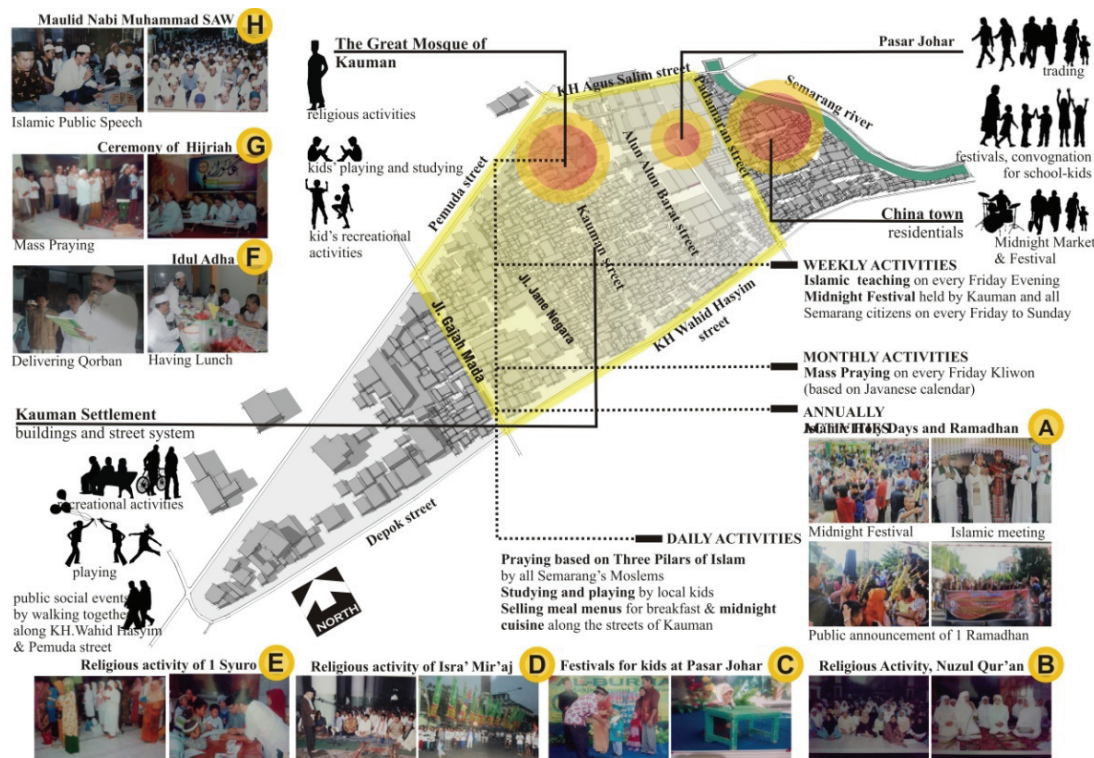 Maulid Nabi Muhammad SAW
H
Islamic Public Speech
Ceremony of Hijriah
G
Mass Praying
Idul Adha
F
Delivering Qorban
Having Lunch
The Great Mosque of
Kauman
religious activities
kids' playing and studying
kid's recreational
activities
Pasar Johar
trading
festivals, convognation
for school-kids
China town
residentials
Midnight Market
& Festival
KH Agus Salim street
Padamaran street
Semarang river
Pemuda street
Alun Alun Barat street
Kauman street
Jl. Jane Negara
KH Wahid Hasyim
street
Jl. Gajah Mada
Depok street
NORTH
WEEKLY ACTIVITIES
Islamic teaching on every Friday Evening
Midnight Festival held by Kauman and all
Semarang citizens on every Friday to Sunday
MONTHLY ACTIVITIES
Mass Praying on every Friday Kliwon
(based on Javanese calendar)
ANNUALLY
ACTIVITIES
Islamic Holy Days and Ramadhan
A
Midnight Festival
Islamic meeting
Public announcement of 1 Ramadhan
Kauman Settlement
buildings and street system
recreational activities
playing
public social events
by walking together
along KH.Wahid Hasyim
& Pemuda street
DAILY ACTIVITIES
Praying based on Three Pilars of Islam
by all Semarang's Moslems
Studying and playing by local kids
Selling meal menus for breakfast & midnight
cuisine along the streets of Kauman
Religious activity of 1 Syuro
E
Religious activity of Isra' Mir'aj
D
Festivals for kids at Pasar Johar
C
Religious Activity, Nuzul Qur'an
B